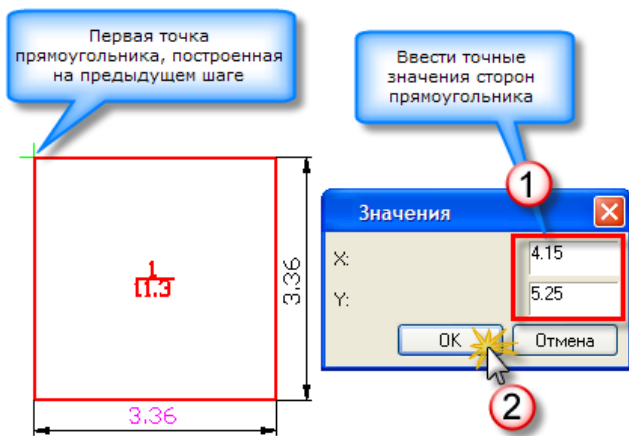 Первая точка
прямоугольника, построенная
на предыдущем шаге
Ввести точные
значения сторон
прямоугольника
1
Значения
X:
4.15
Y:
5.25
OK
Отмена
2
1
11.3
3.36
3.36